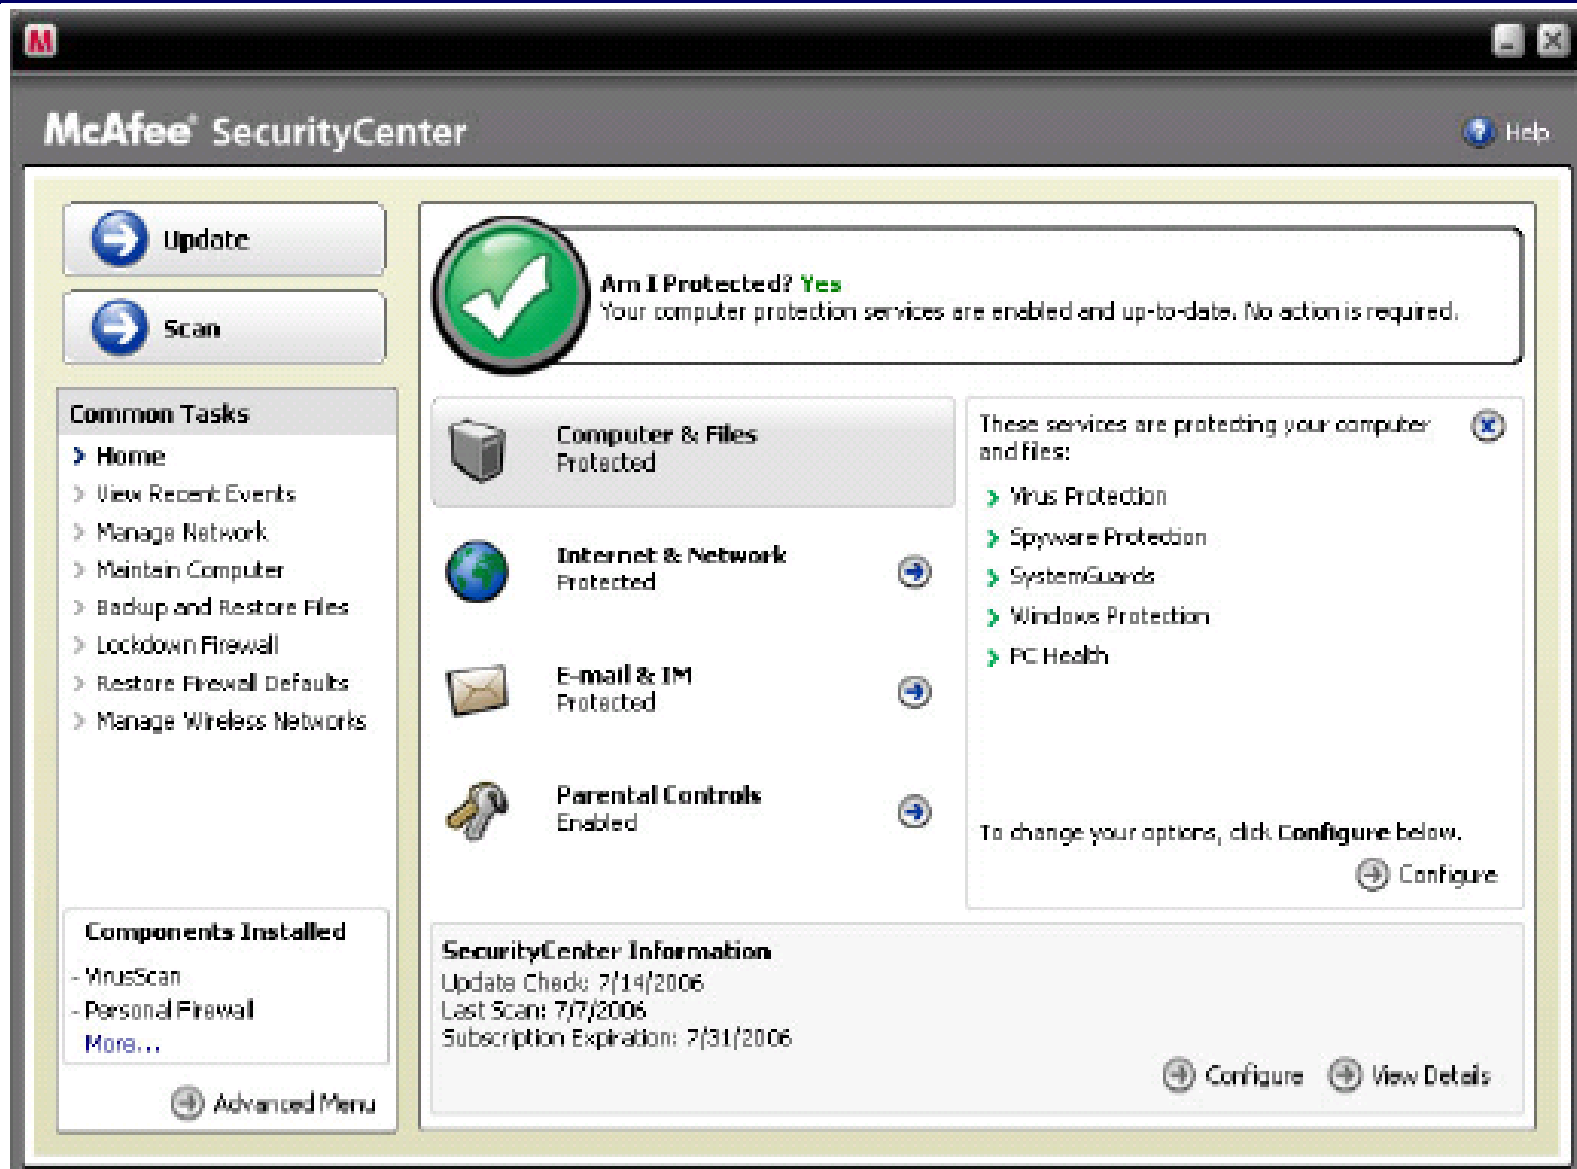 M
McAfee® SecurityCenter
Help
Update
Scan
Common Tasks
Home
View Recent Events
Manage Network
Maintain Computer
Backup and Restore Files
Lockdown Firewall
Restore Firewall Defaults
Manage Wireless Networks
Components Installed
- VirusScan
- Personal Firewall
More...
Advanced Menu
Am I Protected? Yes
Your computer protection services are enabled and up-to-date. No action is required.
Computer & Files
Protected
Internet & Network
Protected
E-mail & IM
Protected
Parental Controls
Enabled
These services are protecting your computer
and files:
Virus Protection
Spyware Protection
SystemGuards
Windows Protection
PC Health
To change your options, click Configure below.
Configure
SecurityCenter Information
Update Check: 7/14/2006
Last Scan: 7/7/2006
Subscription Expiration: 7/31/2006
Configure
View Details